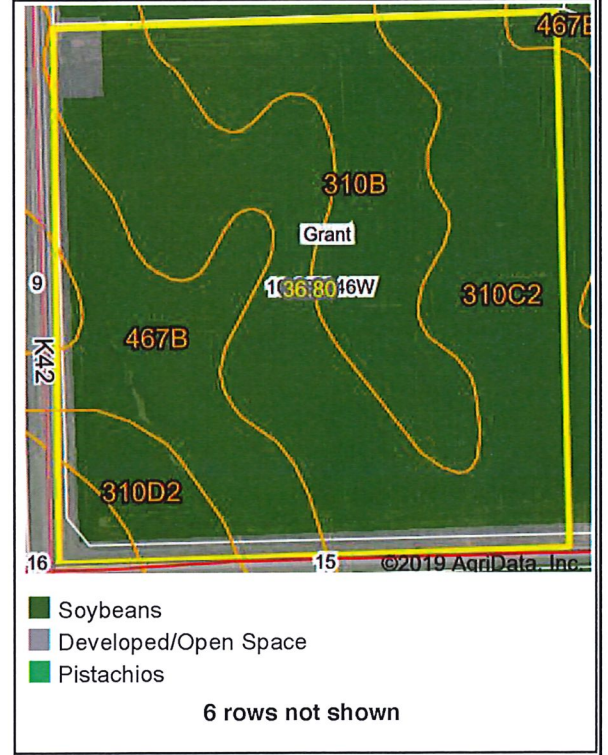 467B
310B
Grant
36.80
46W
9
310C2
K42
467B
310D2
16
15
©2019 AgriData, Inc.
Soybeans
Developed/Open Space
Pistachios
6 rows not shown